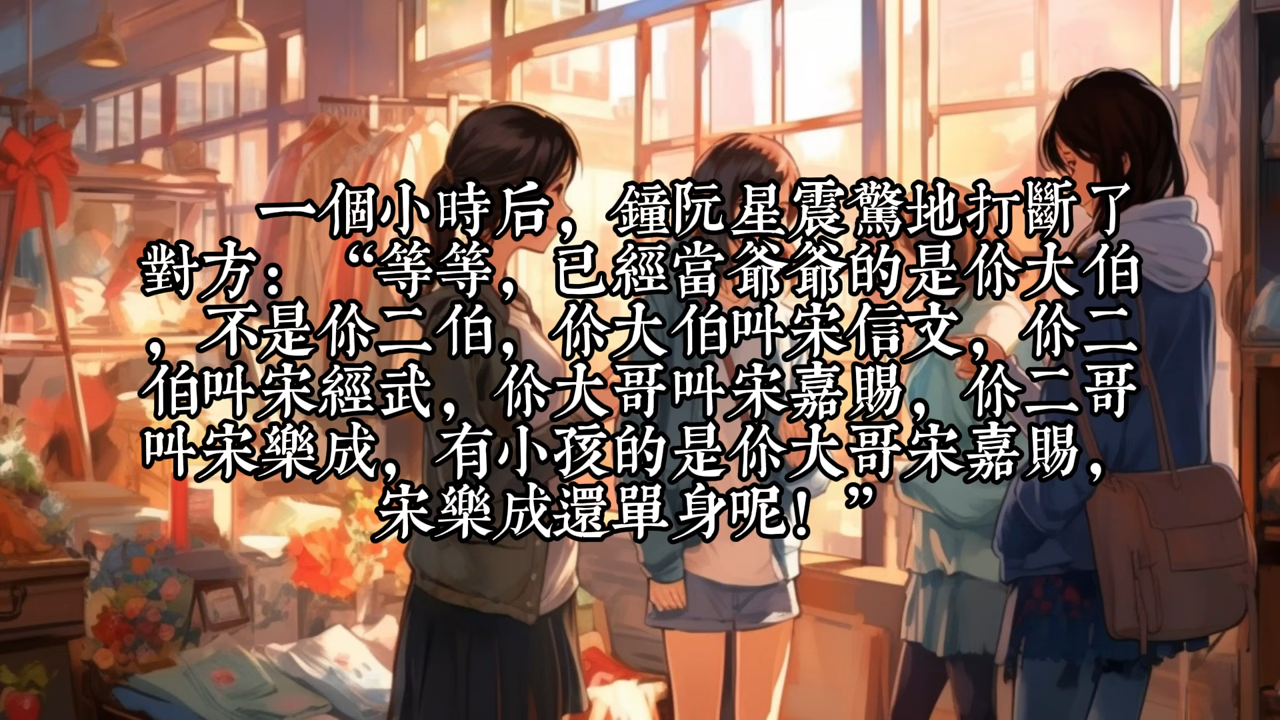 一個小時后，鐘阮星震驚地打斷了
對方：“等等，已經當爺爺的是伱大伯
，不是伱二伯，伱大伯叫宋信文，伱二
伯叫宋經武，伱大哥叫宋嘉賜，伱二哥
叫宋樂成，有小孩的是伱大哥宋嘉賜，
宋樂成還單身呢！”